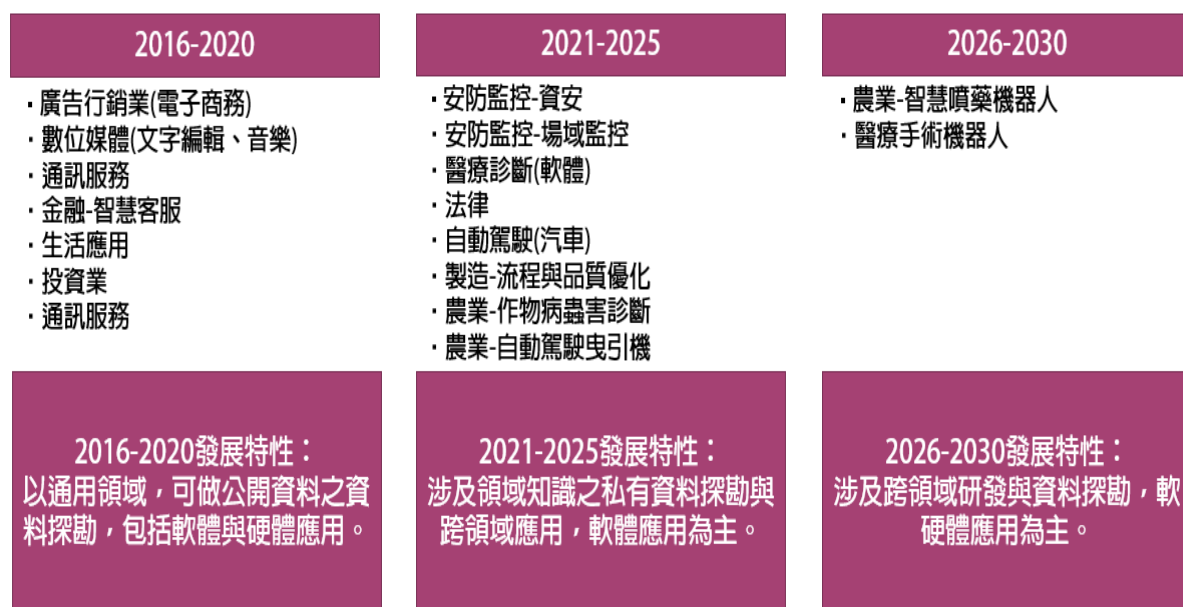 2016-2020
・廣告行銷業(電子商務)
・數位媒體(文字編輯、音樂)
・通訊服務
・金融-智慧客服
・生活應用
・投資業
・通訊服務
2016-2020發展特性：
以通用領域，可做公開資料之資
料探勘，包括軟體與硬體應用。
2021-2025
・安防監控-資安
・安防監控-場域監控
・醫療診斷(軟體)
・法律
・自動駕駛(汽車)
・製造-流程與品質優化
・農業-作物病蟲害診斷
・農業-自動駕駛曳引機
2021-2025發展特性：
涉及領域知識之私有資料探勘與
跨領域應用，軟體應用為主。
2026-2030
・農業-智慧噴藥機器人
・醫療手術機器人
2026-2030發展特性：
涉及跨領域研發與資料探勘，軟
硬體應用為主。